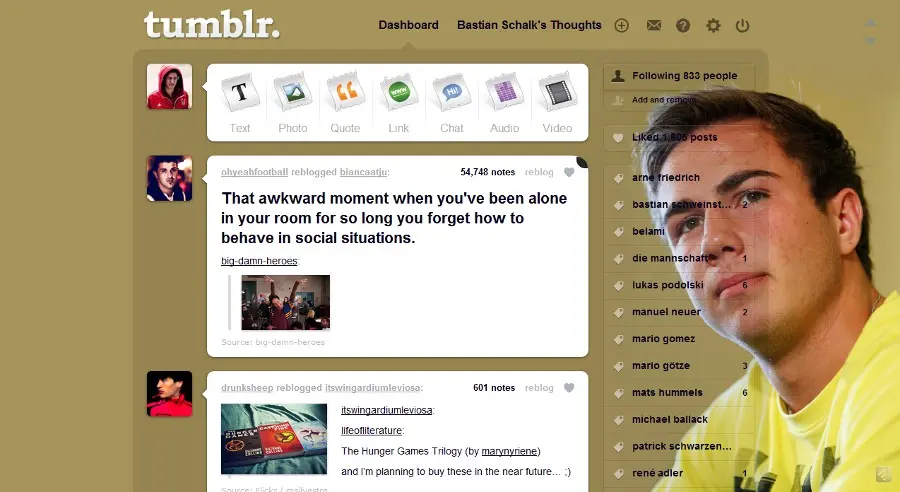 tumblr.
Dashboard
Bastian Schalk's Thoughts
Text
Photo
Quote
Link
Chat
Audio
Video
ohyeahfootball reblogged biancaatju:
54,748 notes
reblog
That awkward moment when you've been alone
in your room for so long you forget how to
behave in social situations.
big-damn-heroes:
Source: big-damn-heroes
drunksheep reblogged itswingardiumleviosa:
601 notes
reblog
itswingardiumleviosa:
lifeofliterature:
The Hunger Games Trilogy (by marynyriene)
and I'm planning to buy these in the near future... ;)
Following 833 people
Add and remove
Liked posts
arne friedrich
bastian schweinst... 2
belami
die mannschaft 1
lukas podolski 6
manuel neuer 2
mario gomez
mario götze 3
mats hummels 6
michael ballack
patrick schwarzen...
rené adler 1